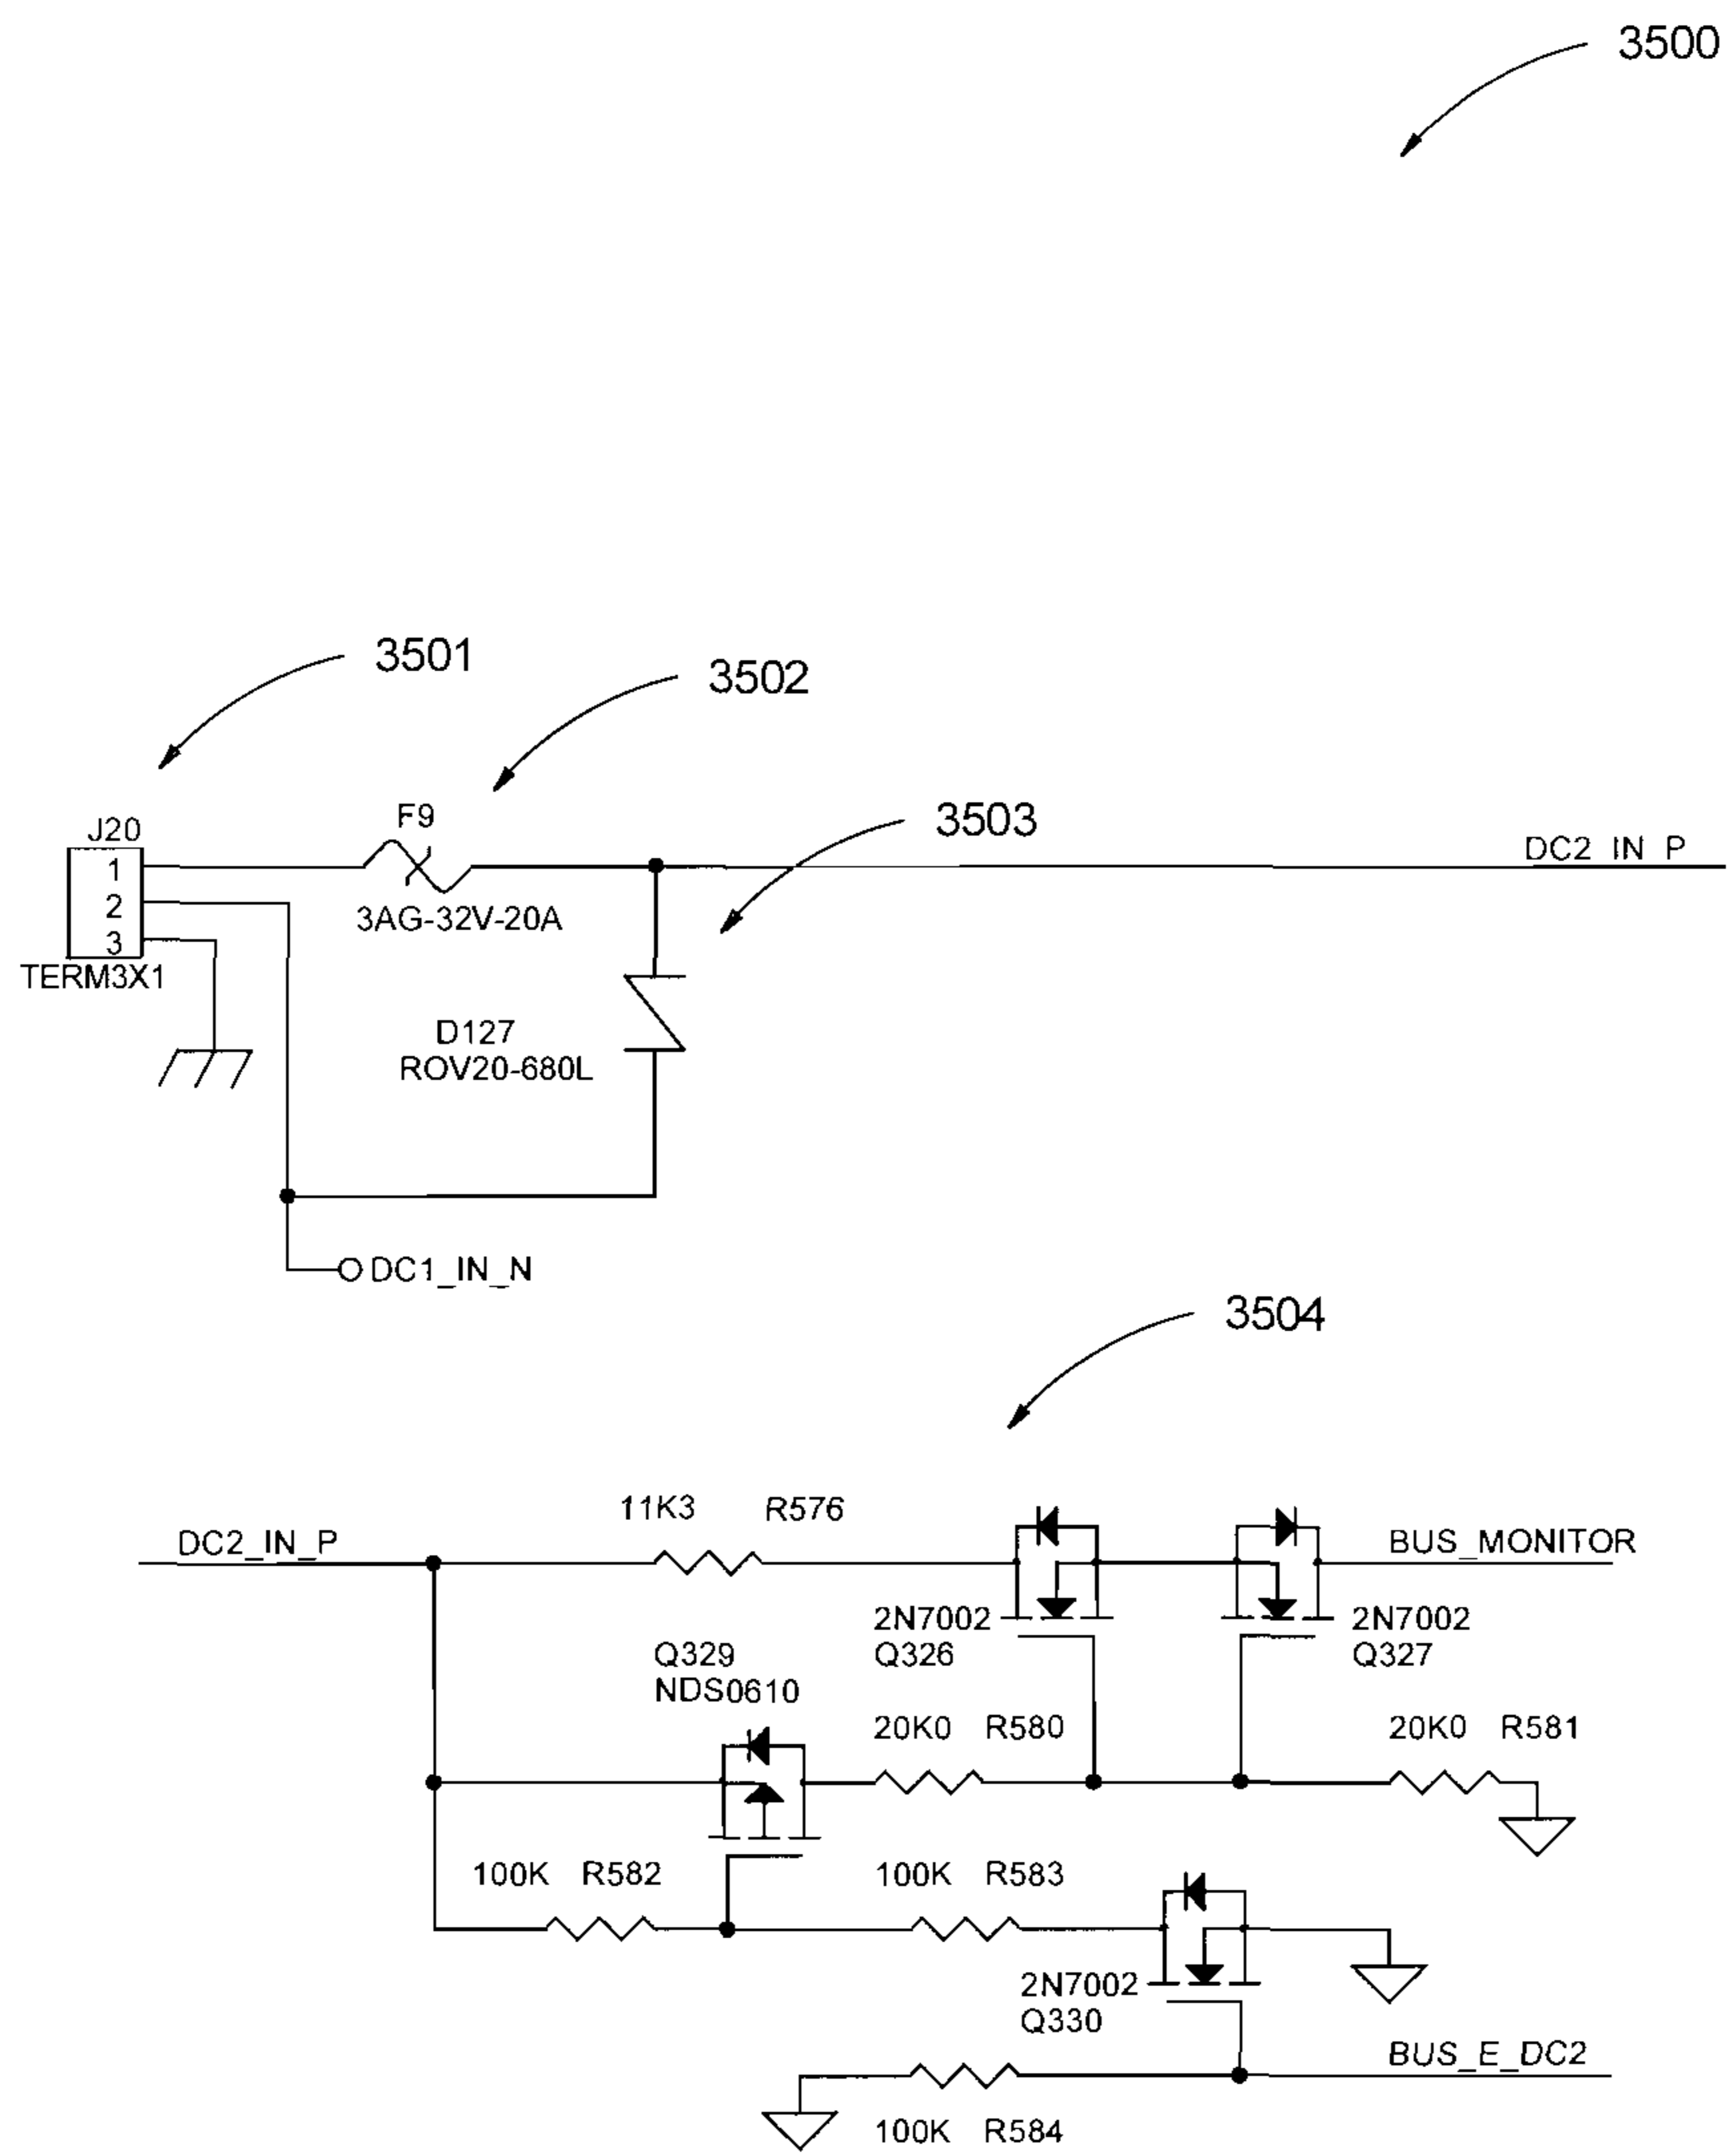 3500
3501
3502
3503
J20
1
2
3
TERM3X1
F9
3AG-32V-20A
DC2_IN_P
D127
ROV20-680L
DC1_IN_N
3504
DC2_IN_P
11K3 R576
BUS_MONITOR
2N7002
Q326
2N7002
Q327
Q329
NDS0610
20K0 R580
20K0 R581
100K R582
100K R583
2N7002
Q330
BUS_E_DC2
100K R584